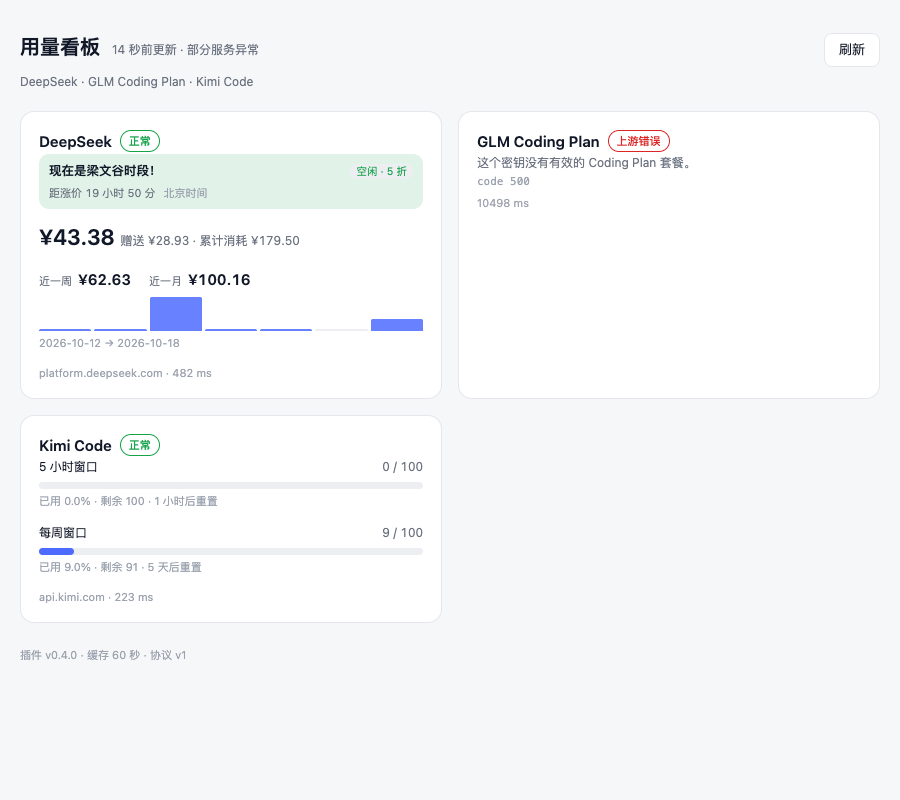 用量看板 14 秒前更新 · 部分服务异常
刷新
DeepSeek · GLM Coding Plan · Kimi Code
DeepSeek 正常
现在是梁文谷时段！ 空闲 · 5 折
距涨价 19 小时 50 分 北京时间
¥43.38 赠送 ¥28.93 · 累计消耗 ¥179.50
近一周 ¥62.63 近一月 ¥100.16
2026-10-12 → 2026-10-18
platform.deepseek.com · 482 ms
GLM Coding Plan 上游错误
这个密钥没有有效的 Coding Plan 套餐。
code 500
10498 ms
Kimi Code 正常
5 小时窗口 0 / 100
已用 0.0% · 剩余 100 · 1 小时后重置
每周窗口 9 / 100
已用 9.0% · 剩余 91 · 5 天后重置
api.kimi.com · 223 ms
插件 v0.4.0 · 缓存 60 秒 · 协议 v1